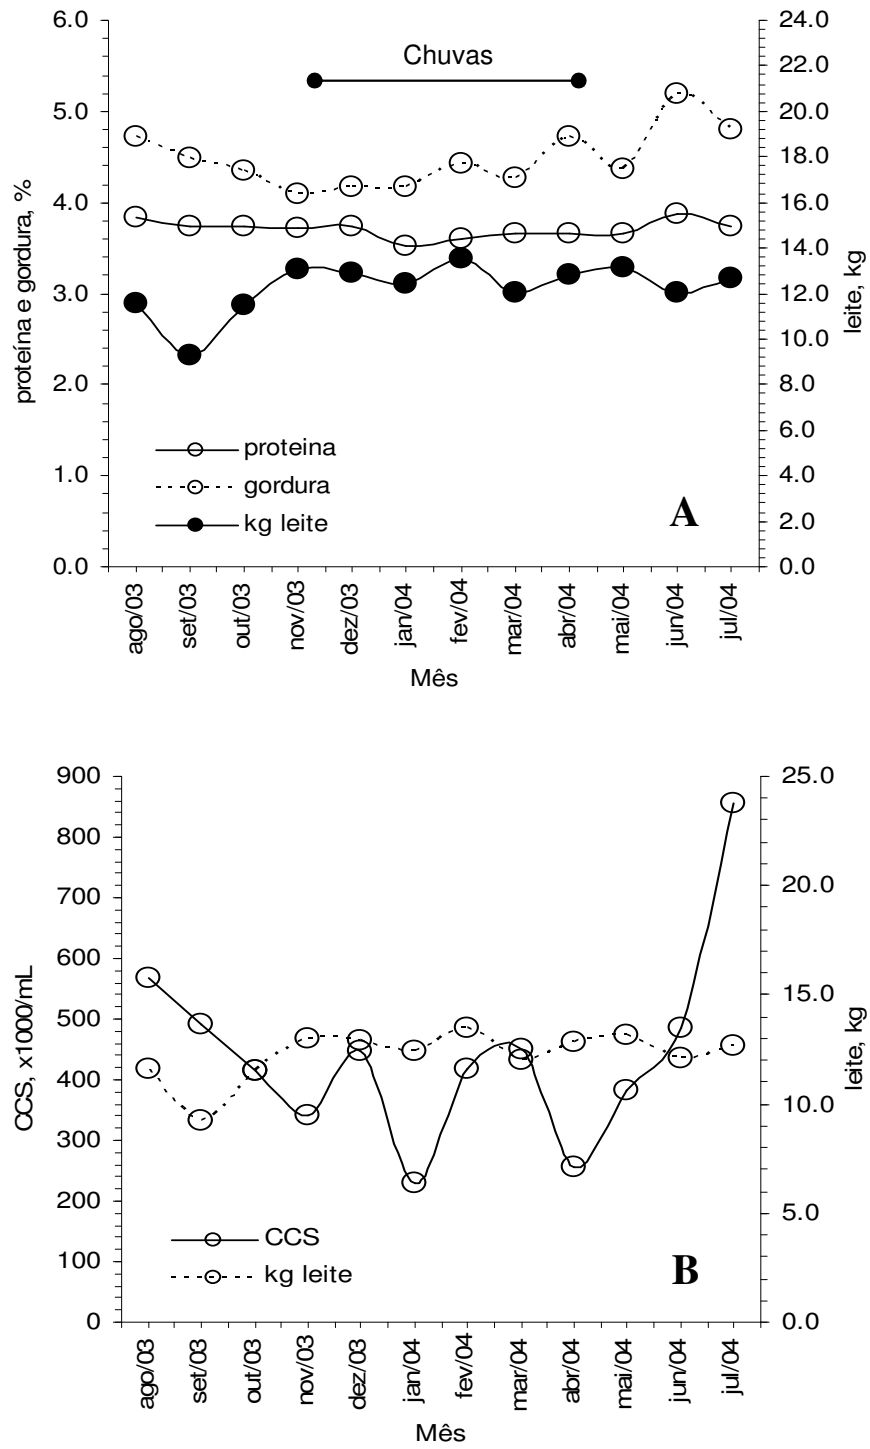 6.0
5.0
4.0
3.0
2.0
1.0
0.0
proteína e gordura, %
Chuvas
proteina
gordura
kg leite
A
24.0
22.0
20.0
18.0
16.0
14.0
12.0
10.0
8.0
6.0
4.0
2.0
0.0
leite, kg
ago/03
set/03
out/03
nov/03
dez/03
jan/04
fev/04
mar/04
abr/04
mai/04
jun/04
jul/04
Mês
900
800
700
600
500
400
300
200
100
0
CCS, x1000/mL
CCS
kg leite
B
25.0
20.0
15.0
10.0
5.0
0.0
leite, kg
ago/03
set/03
out/03
nov/03
dez/03
jan/04
fev/04
mar/04
abr/04
mai/04
jun/04
jul/04
Mês